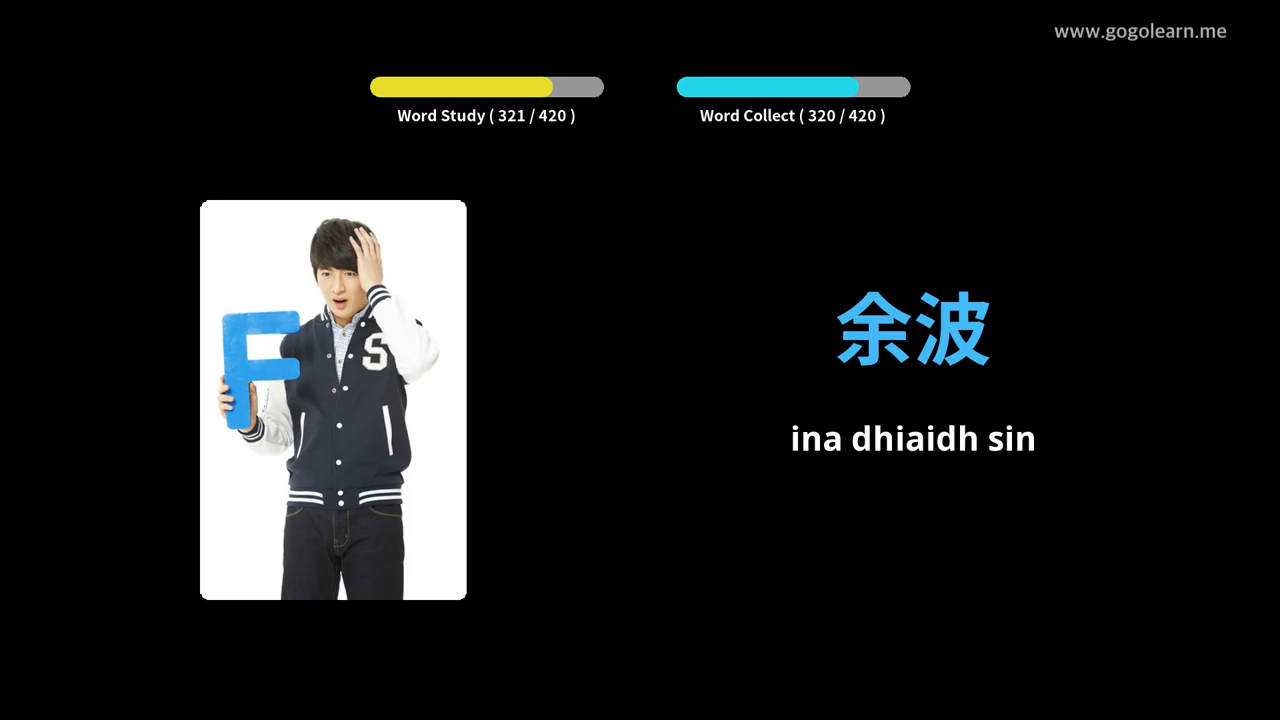 www.gogolearn.me
Word Study ( 321 / 420 )
Word Collect ( 320 / 420 )
F
S
余波
ina dhiaidh sin